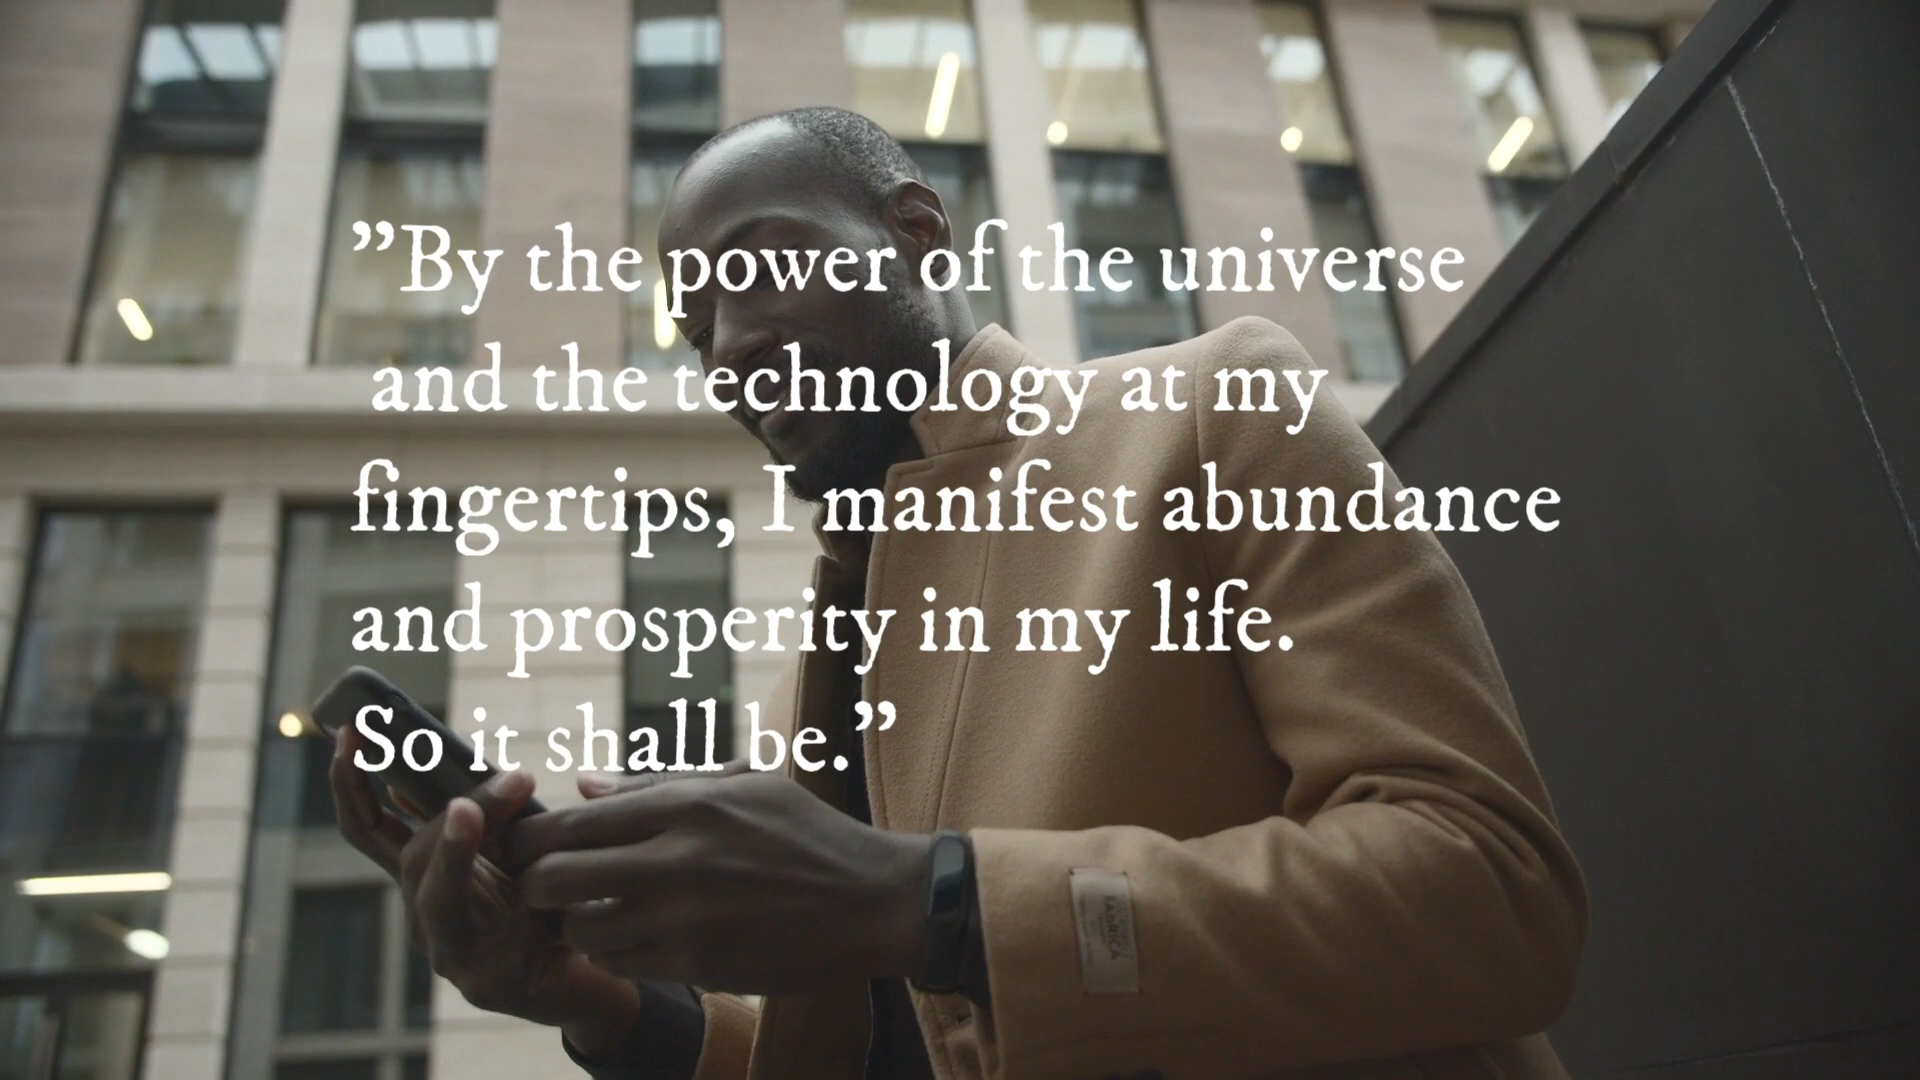 ”By the power of the universe
and the technology at my
fingertips, I manifest abundance
and prosperity in my life.
So it shall be.”